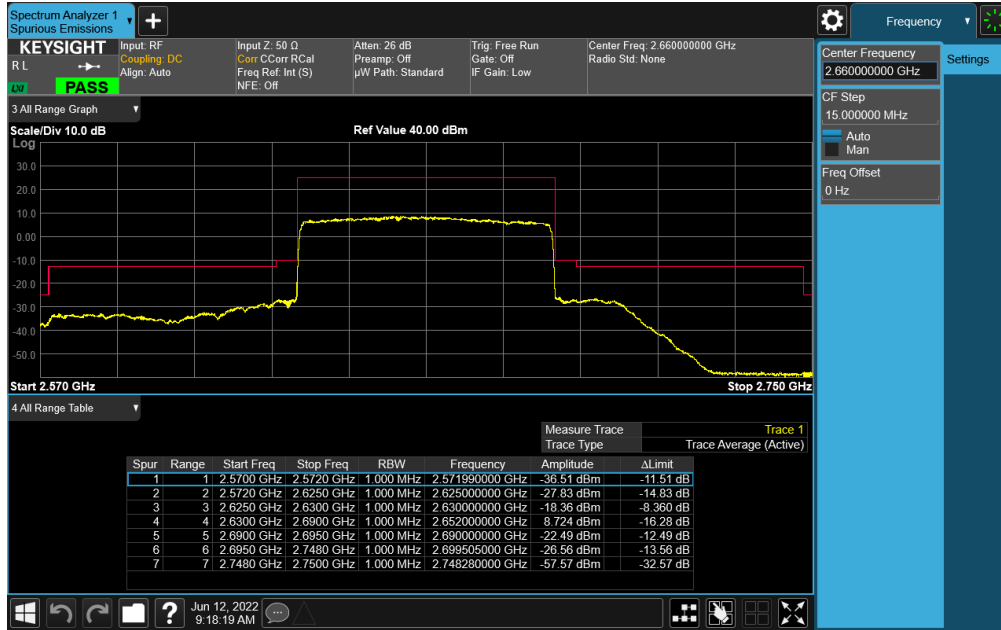 Spectrum Analyzer 1
Spurious Emissions
Frequency
KEYSIGHT
R L
LXI
PASS
Input: RF
Coupling: DC
Align: Auto
Input Z: 50 Ω
Corr CCorr RCal
Freq Ref: Int (S)
NFE: Off
Atten: 26 dB
Preamp: Off
µW Path: Standard
Trig: Free Run
Gate: Off
IF Gain: Low
Center Freq: 2.660000000 GHz
Radio Std: None
Center Frequency
2.660000000 GHz
Settings
CF Step
15.000000 MHz
Auto
Man
Freq Offset
0 Hz
3 All Range Graph
Scale/Div 10.0 dB
Ref Value 40.00 dBm
Log
30.0
20.0
10.0
0.00
-10.0
-20.0
-30.0
-40.0
-50.0
Start 2.570 GHz
Stop 2.750 GHz
4 All Range Table
Measure Trace Trace 1
Trace Type Trace Average (Active)
Spur Range Start Freq Stop Freq RBW Frequency Amplitude ΔLimit
1 1 2.5700 GHz 2.5720 GHz 1.000 MHz 2.571990000 GHz -36.51 dBm -11.51 dB
2 2 2.5720 GHz 2.6250 GHz 1.000 MHz 2.625000000 GHz -27.83 dBm -14.83 dB
3 3 2.6250 GHz 2.6300 GHz 1.000 MHz 2.630000000 GHz -18.36 dBm -8.360 dB
4 4 2.6300 GHz 2.6900 GHz 1.000 MHz 2.652000000 GHz 8.724 dBm -16.28 dB
5 5 2.6900 GHz 2.6950 GHz 1.000 MHz 2.690000000 GHz -22.49 dBm -12.49 dB
6 6 2.6950 GHz 2.7480 GHz 1.000 MHz 2.699505000 GHz -26.56 dBm -13.56 dB
7 7 2.7480 GHz 2.7500 GHz 1.000 MHz 2.748280000 GHz -57.57 dBm -32.57 dB
Jun 12, 2022
9:18:19 AM